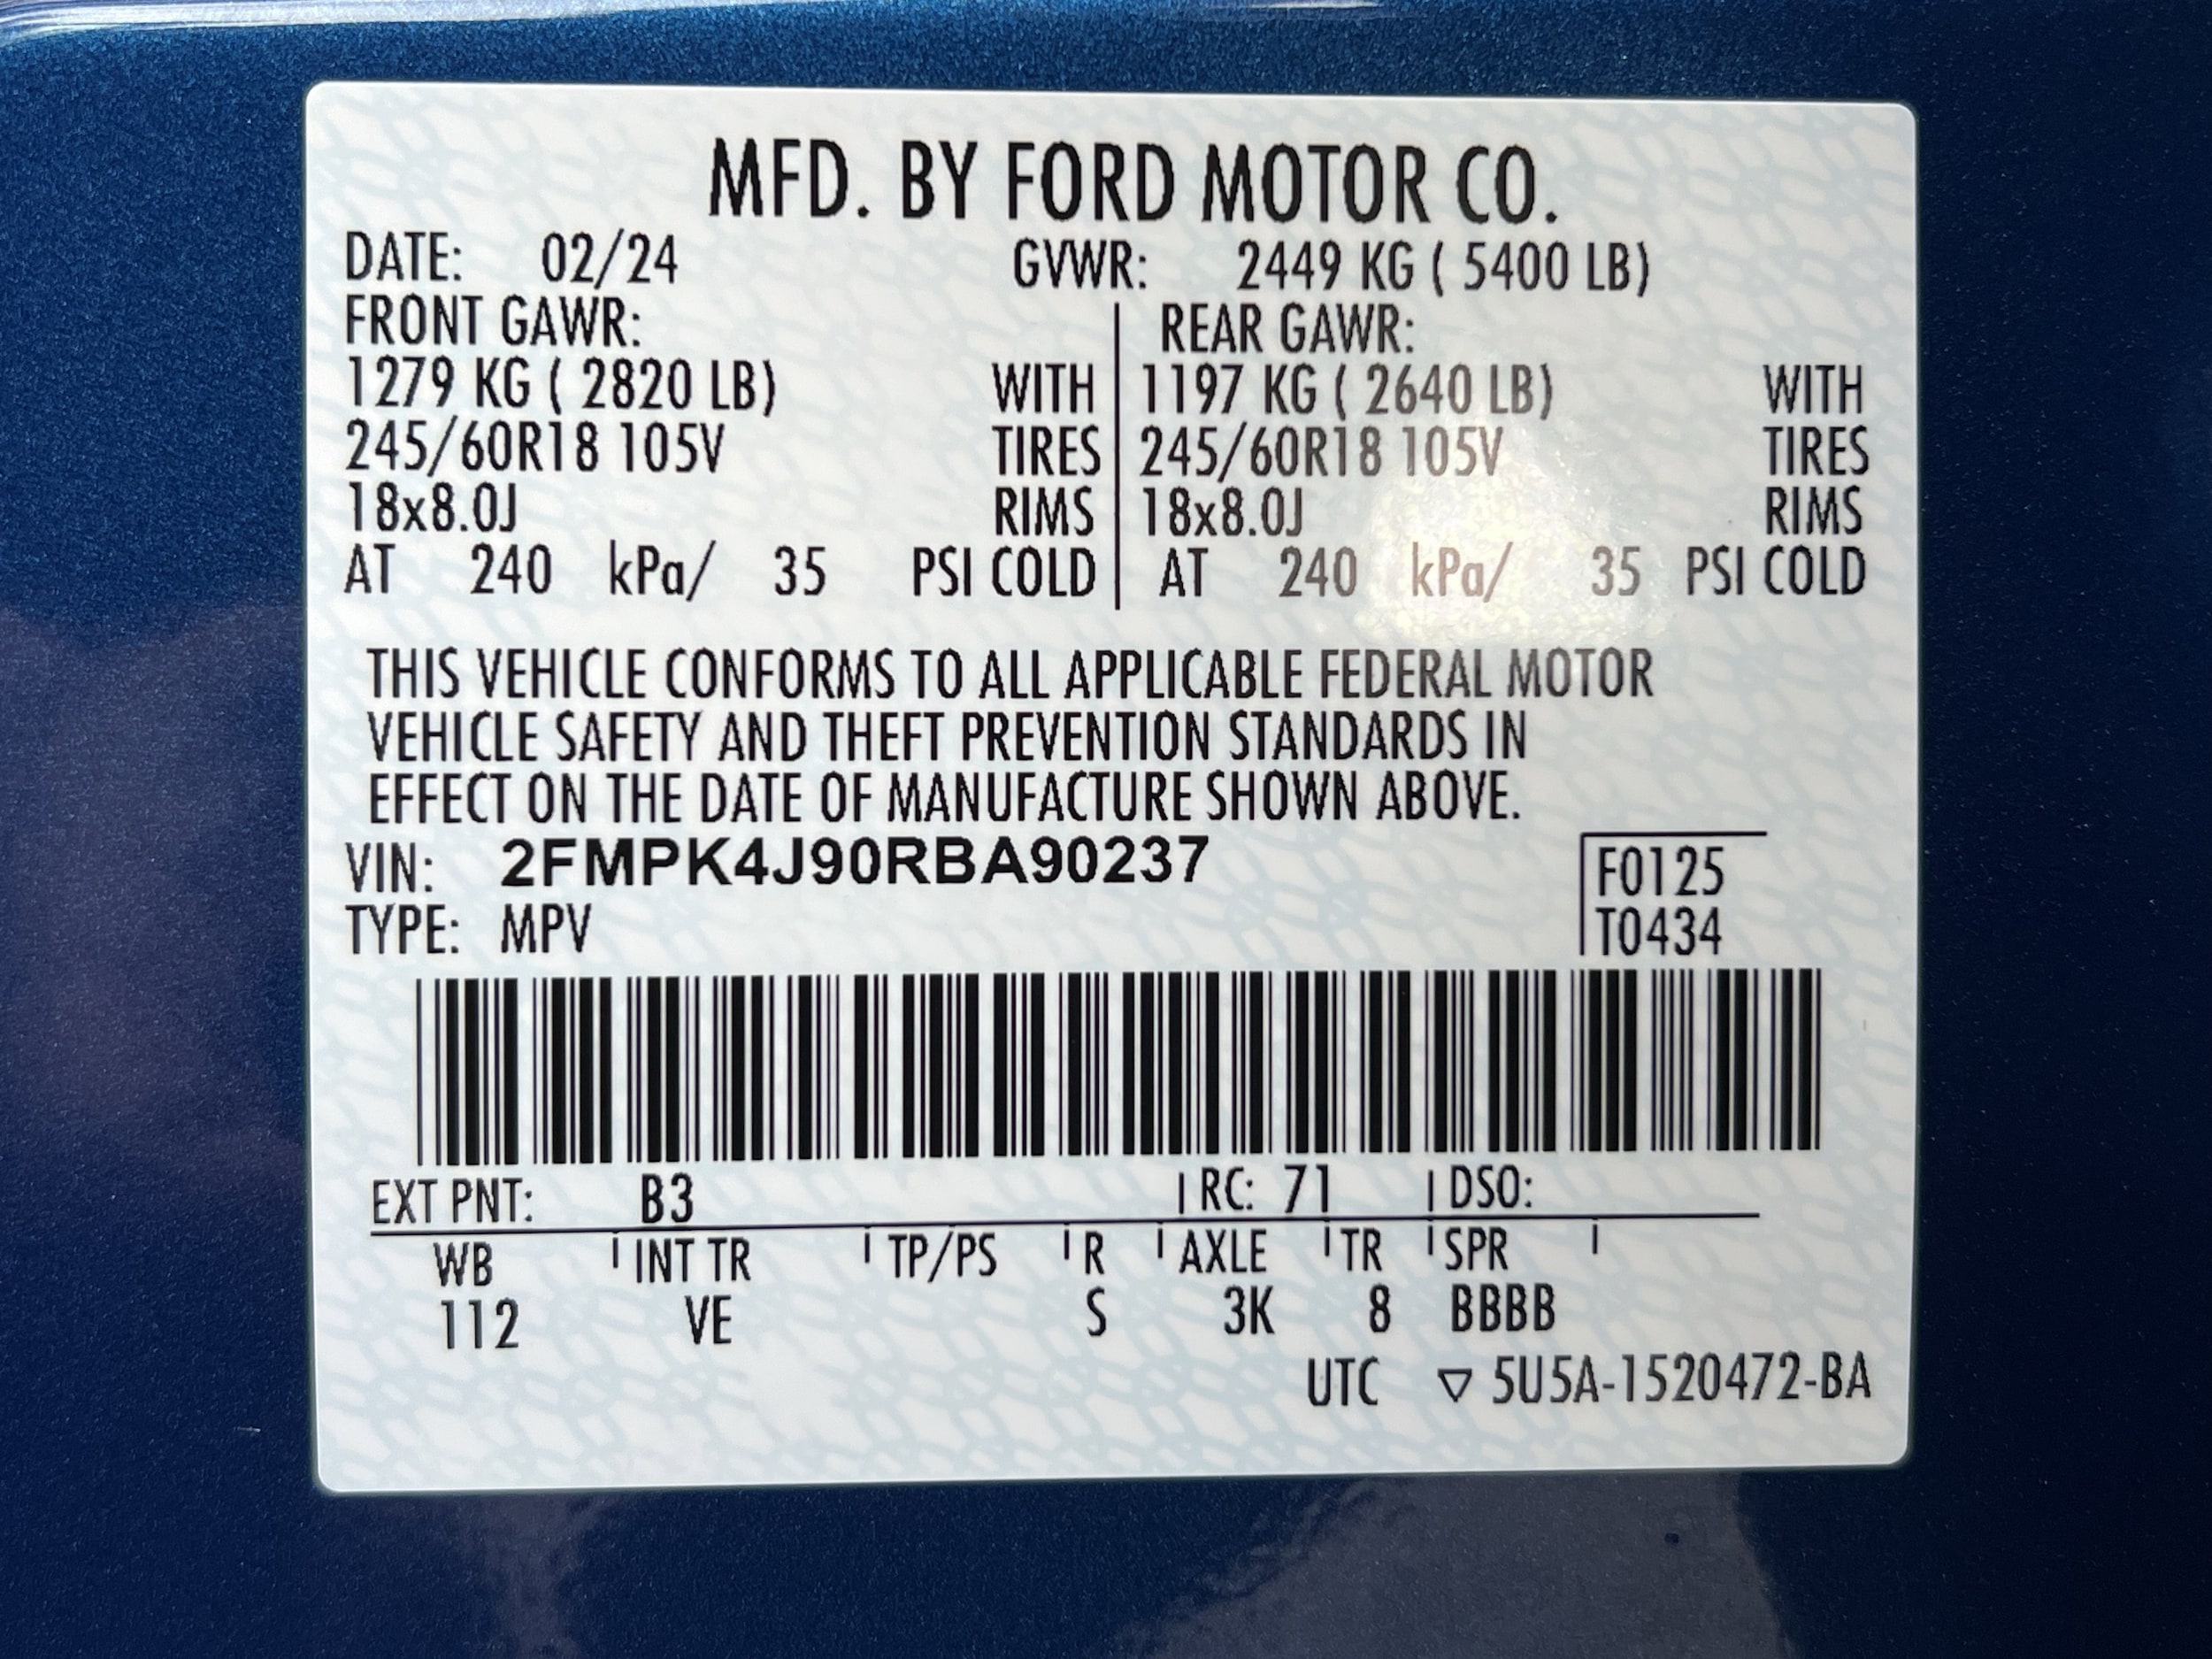 MFD. BY FORD MOTOR CO.
DATE: 02/24 GVWR: 2449 KG ( 5400 LB)
FRONT GAWR: REAR GAWR:
1279 KG ( 2820 LB) WITH 1197 KG ( 2640 LB) WITH
245/60R18 105V TIRES 245/60R18 105V TIRES
18x8.0J RIMS 18x8.0J RIMS
AT 240 kPa/ 35 PSI COLD AT 240 kPa/ 35 PSI COLD
THIS VEHICLE CONFORMS TO ALL APPLICABLE FEDERAL MOTOR
VEHICLE SAFETY AND THEFT PREVENTION STANDARDS IN
EFFECT ON THE DATE OF MANUFACTURE SHOWN ABOVE.
VIN: 2FMPK4J90RBA90237 F0125
TYPE: MPV T0434
EXT PNT: B3 RC: 71 DSO:
WB INT TR TP/PS R AXLE TR SPR
112 VE S 3K 8 BBBB
UTC ▽ 5U5A-1520472-BA